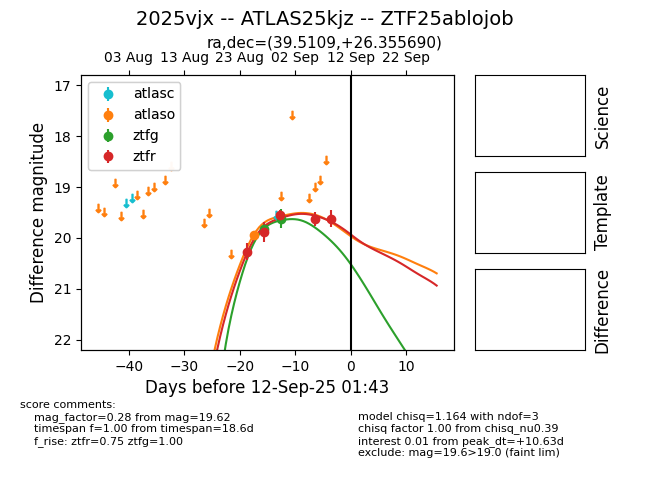 2025vjx -- ATLAS25kjz -- ZTF25ablojob
ra,dec=(39.5109,+26.355690)
03 Aug 13 Aug 23 Aug 02 Sep 12 Sep 22 Sep
17
18
19
20
21
22
Difference magnitude
atlasc
atlaso
ztfg
ztfr
−40 −30 −20 −10 0 10
Days before 12-Sep-25 01:43
Science
Template
Difference
score comments:
mag_factor=0.28 from mag=19.62
timespan f=1.00 from timespan=18.6d
f_rise: ztfr=0.75 ztfg=1.00
model chisq=1.164 with ndof=3
chisq factor 1.00 from chisq_nu0.39
interest 0.01 from peak_dt=+10.63d
exclude: mag=19.6>19.0 (faint lim)